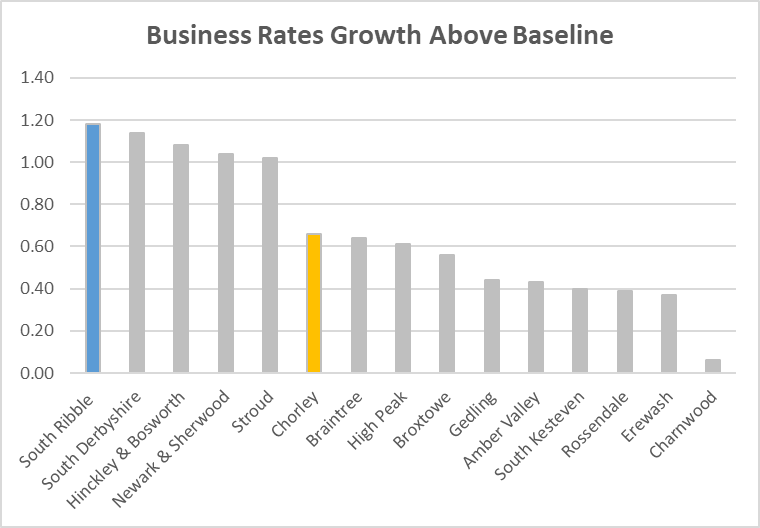 Business Rates Growth Above Baseline
1.40
1.20
1.00
0.80
0.60
0.40
0.20
0.00
South Ribble
South Derbyshire
Hinckley & Bosworth
Newark & Sherwood
Stroud
Chorley
Braintree
High Peak
Broxtowe
Gedling
Amber Valley
South Kesteven
Rossendale
Erewash
Charnwood